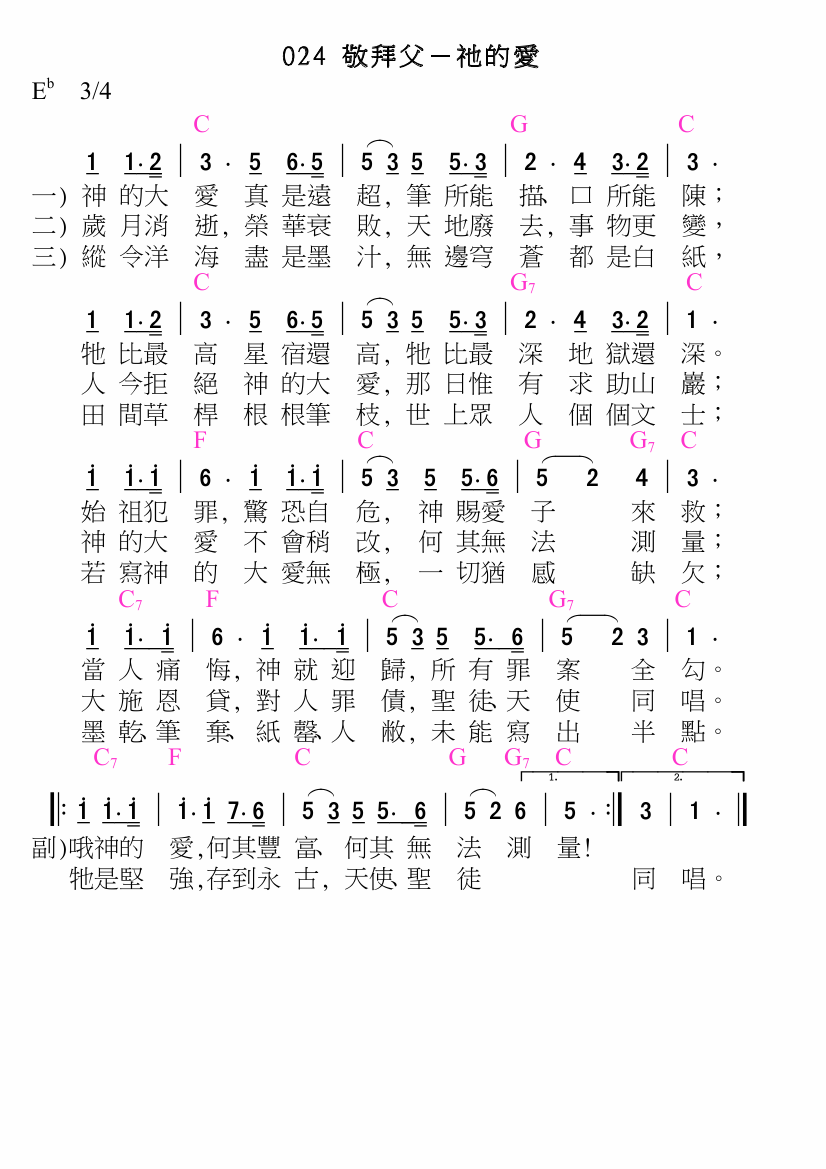 024 敬拜父－祂的愛
E♭ 3/4
C G C
1 1·2 | 3 · 5 6·5 | 5 3 5 5·3 | 2 · 4 3·2 | 3 ·
一) 神 的大 愛 真 是遠 超, 筆 所能 描、 口 所能 陳；
二) 歲 月消 逝, 榮 華衰 敗, 天 地廢 去, 事 物更 變，
三) 縱 令洋 海 盡 是墨 汁, 無 邊穹 蒼 都 是白 紙，
C G7 C
1 1·2 | 3 · 5 6·5 | 5 3 5 5·3 | 2 · 4 3·2 | 1 ·
牠 比最 高 星 宿還 高, 牠 比最 深 地 獄還 深。
人 今拒 絕 神 的大 愛, 那 日惟 有 求 助山 巖；
田 間草 桿 根 根筆 枝, 世 上眾 人 個 個文 士；
F C G G7 C
i i·i | 6 · i i·i | 5 3 5 5·6 | 5 2 4 | 3 ·
始 祖犯 罪, 驚 恐自 危, 神 賜愛 子 來 救；
神 的大 愛 不 會稍 改, 何 其無 法 測 量；
若 寫神 的 大 愛無 極, 一 切猶 感 缺 欠；
C7 F C G7 C
i i· i | 6 · i i· i | 5 3 5 5· 6 | 5 2 3 | 1 ·
當 人 痛 悔, 神 就 迎 歸, 所 有 罪 案 全 勾。
大 施 恩 貸, 對 人 罪 債, 聖 徒、 天 使 同 唱。
墨 乾、 筆 棄、 紙 罄、 人 敝, 未 能 寫 出 半 點。
C7 F C G G7 C C
1. 2.
‖: i i·i | i·i 7·6 | 5 3 5 5· 6 | 5 2 6 | 5 · :‖ 3 | 1 · ‖
副)哦神的 愛,何其豐 富、 何其 無 法 測 量!
牠是堅 強,存到永 古, 天使、 聖 徒 同 唱。